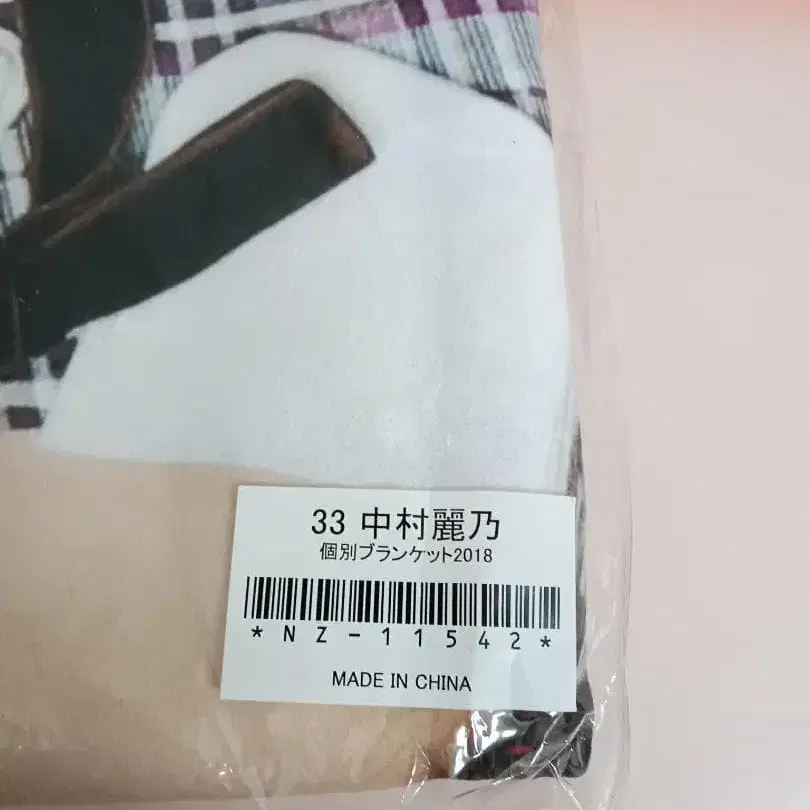 33 中村麗乃
個別ブランケット2018
*NZ-11542*
MADE IN CHINA